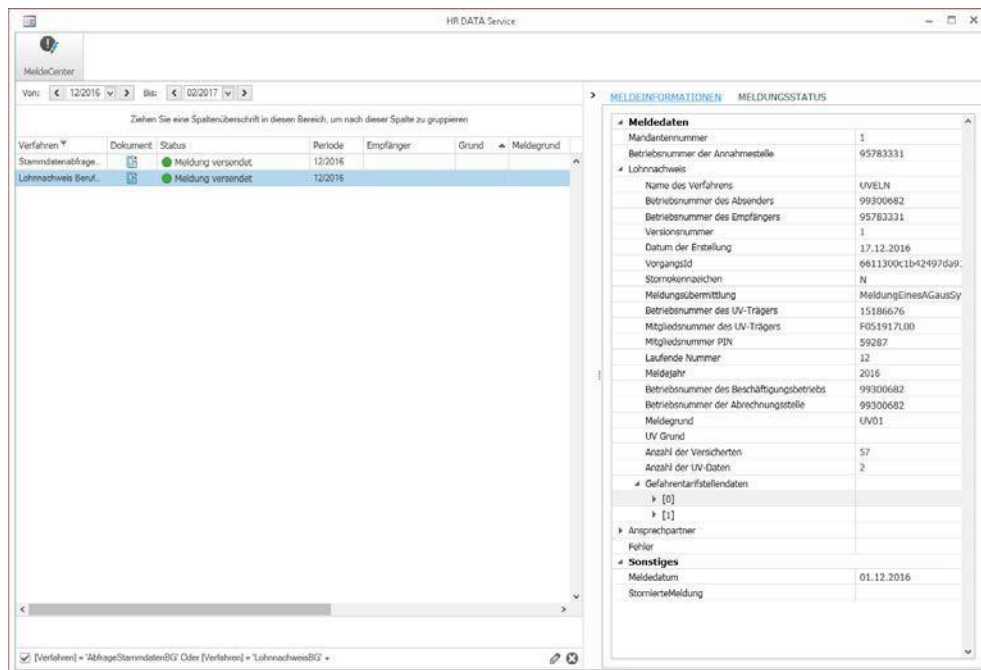 HR DATA Service
MeldeCenter
Von: 12/2016 Bis: 02/2017
Ziehen Sie eine Spaltenüberschrift in diesen Bereich, um nach dieser Spalte zu gruppieren
Verfahren Dokument Status Periode Empfänger Grund Meldegrund
Stammdatenabfrage... Meldung versendet 12/2016
Lohnnachweis Beruf... Meldung versendet 12/2016
[Verfahren] = 'AbfrageStammdatenBG' Oder [Verfahren] = 'LohnnachweisBG' +
MELDEINFORMATIONEN MELDUNGSSTATUS
Meldedaten
Mandantennummer 1
Betriebsnummer der Annahmestelle 95783331
Lohnnachweis
Name des Verfahrens UVELN
Betriebsnummer des Absenders 99300682
Betriebsnummer des Empfängers 95783331
Versionsnummer 1
Datum der Erstellung 17.12.2016
VorgangsId 6611300c1b42497da9
Stornokennzeichen N
Meldungsübermittlung MeldungEinesAGausSy
Betriebsnummer des UV-Trägers 15186676
Mitgliedsnummer des UV-Trägers F051917L00
Mitgliedsnummer PIN 59287
Laufende Nummer 12
Meldejahr 2016
Betriebsnummer des Beschäftigungsbetriebs 99300682
Betriebsnummer der Abrechnungsstelle 99300682
Meldegrund UV01
UV Grund
Anzahl der Versicherten 57
Anzahl der UV-Daten 2
Gefahrentarifstellendaten
[0]
[1]
Ansprechpartner
Fehler
Sonstiges
Meldedatum 01.12.2016
StornierteMeldung